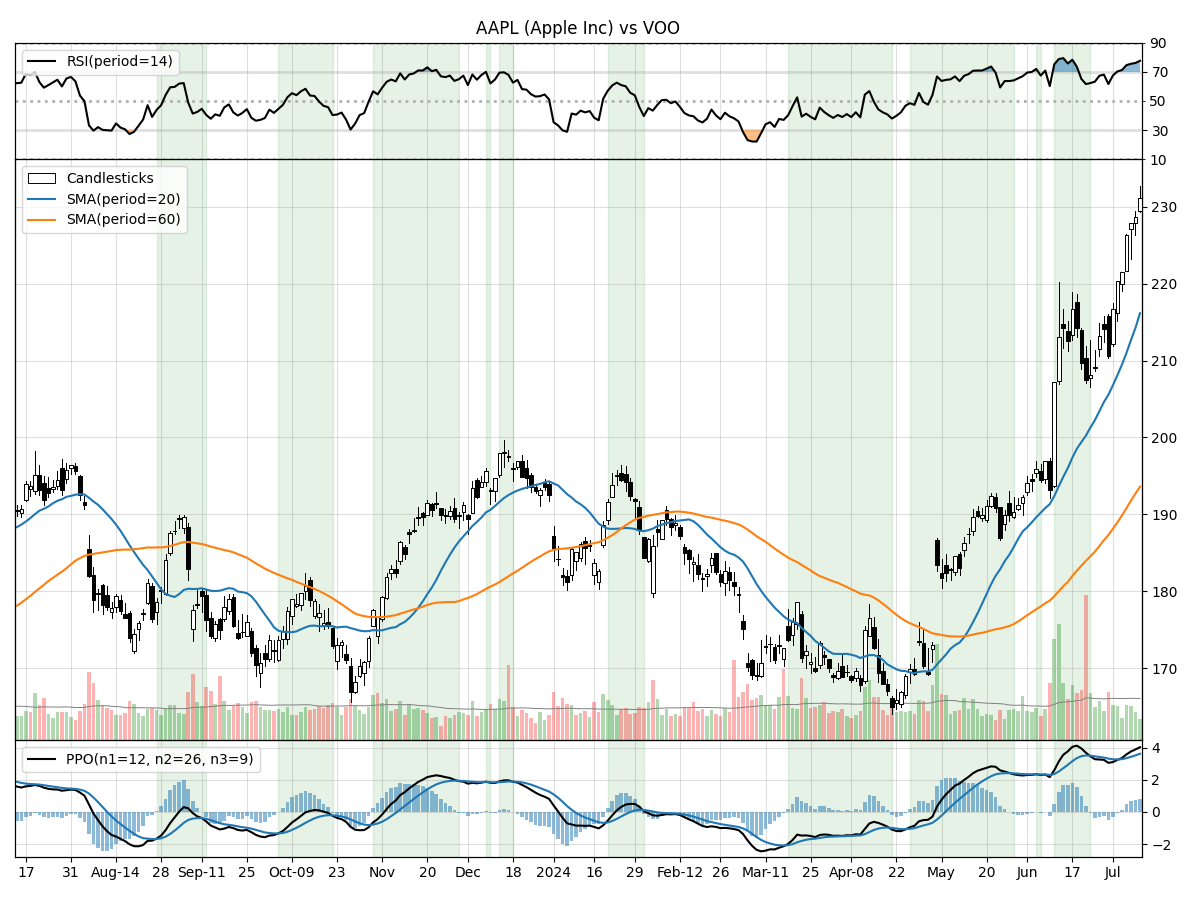 AAPL (Apple Inc) vs VOO
RSI(period=14)
90
70
50
30
10
Candlesticks
SMA(period=20)
SMA(period=60)
230
220
210
200
190
180
170
PPO(n1=12, n2=26, n3=9)
4
2
0
−2
17 31 Aug-14 28 Sep-11 25 Oct-09 23 Nov 20 Dec 18 2024 16 29 Feb-12 26 Mar-11 25 Apr-08 22 May 20 Jun 17 Jul